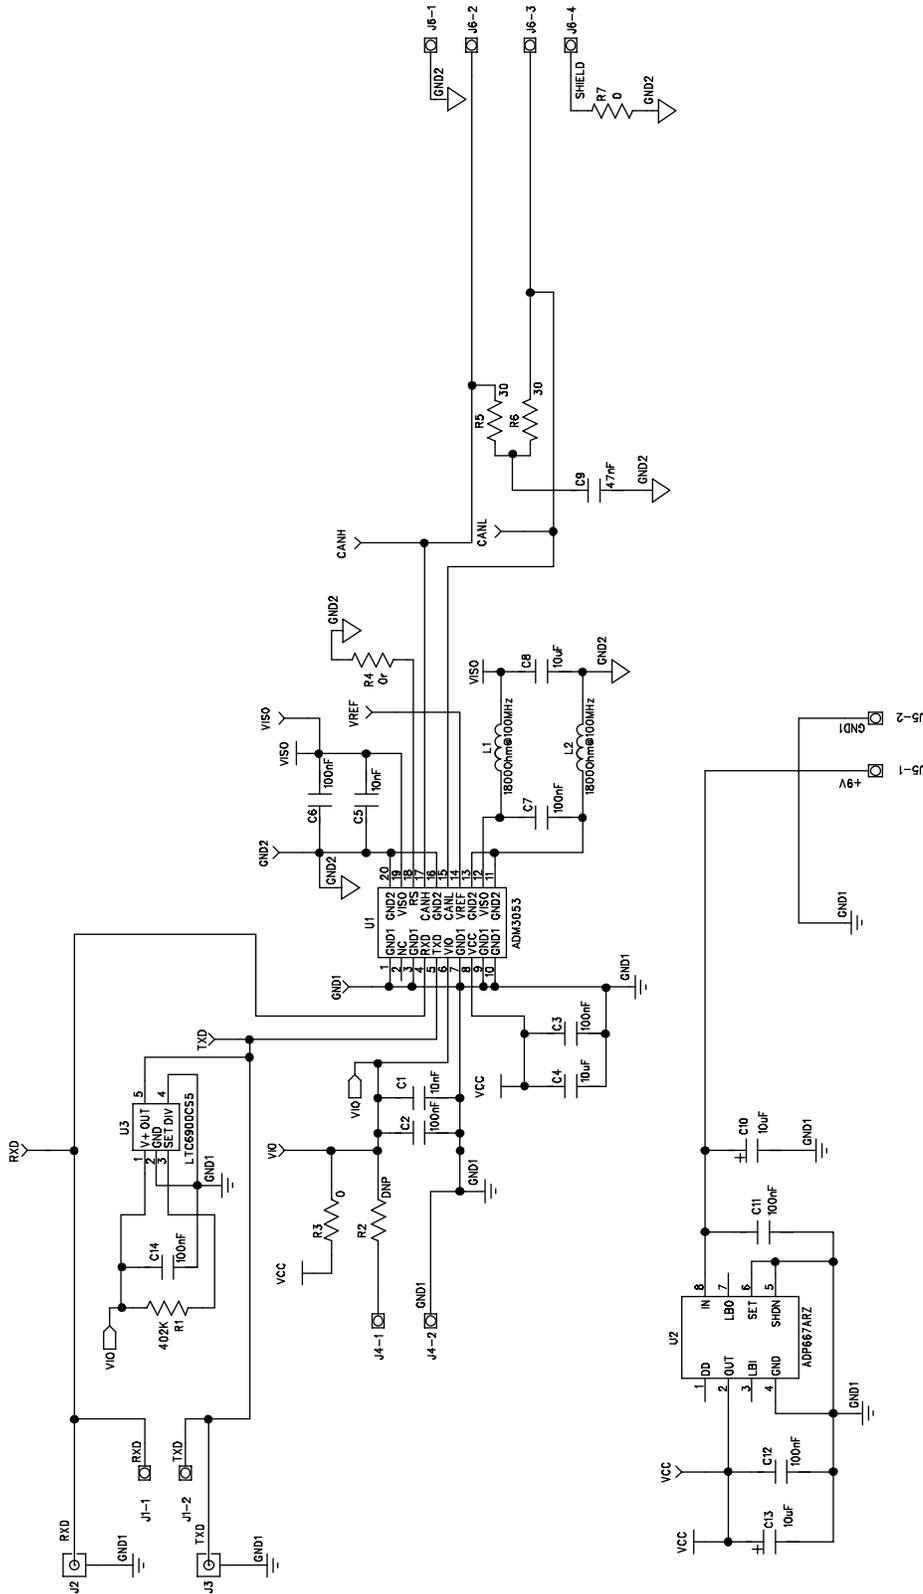 J6-1
J6-2
J6-3
J6-4
GND2
SHIELD
R7
0
GND2
R5
30
R6
30
C9
47nF
GND2
CANH
CANL
GND2
R4
0r
VREF
VISO
C8
10uF
GND2
L1
1800Ohm@100MHz
L2
1800Ohm@100MHz
C7
100nF
VISO
VISO
C6
100nF
C5
10nF
GND2
GND2
20
19
18
17
16
15
14
13
12
11
GND2
VISO
RS
CANH
GND2
CANL
VREF
GND2
VISO
GND2
U1
ADM3053
GND1
NC
GND1
RXD
TXD
VIO
GND1
VCC
GND1
GND1
1
2
3
4
5
6
7
8
9
10
GND1
GND1
TXD
C3
100nF
C4
10uF
VCC
VIO
C1
10nF
C2
100nF
VIO
R3
0
R2
DNP
VCC
GND1
GND1
J4-1
J4-2
RXD
U3
V+
OUT
GND
SET
DIV
LTC6900CS5
1
2
3
5
4
GND1
C14
100nF
402K
R1
VIO
RXD
J1-1
TXD
J1-2
RXD
GND1
J2
TXD
GND1
J3
J5-2
GND1
J5-1
+9V
GND1
C10
10uF
GND1
C11
100nF
8
7
6
5
IN
LBO
SET
SHDN
U2
ADP667ARZ
DD
OUT
LBI
GND
1
2
3
4
GND1
VCC
C12
100nF
VCC
C13
10uF